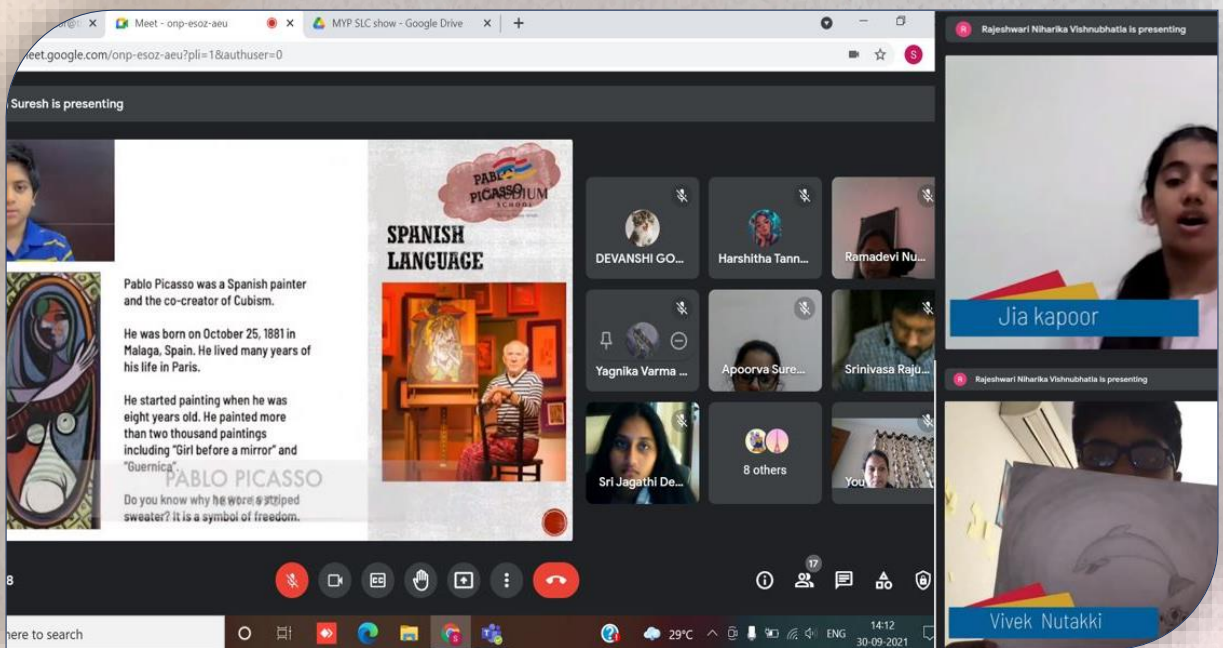 Meet - onp-esoz-aeu
MYP SLC show - Google Drive
meet.google.com/onp-esoz-aeu?pli=1&authuser=0
S
Suresh is presenting
PABLO
PICASSO
SCHOOL
SPANISH
LANGUAGE
Pablo Picasso was a Spanish painter
and the co-creator of Cubism.
He was born on October 25, 1881 in
Malaga, Spain. He lived many years of
his life in Paris.
He started painting when he was
eight years old. He painted more
than two thousand paintings
including "Girl before a mirror" and
"Guernica".
PABLO PICASSO
Do you know why he wore a striped
sweater? It is a symbol of freedom.
DEVANSHI GO...
Harshitha Tann...
Ramadevi Nu...
Yagnika Varma ...
Apoorva Sure...
Srinivasa Raju...
Sri Jagathi De...
8 others
You
8
CC
17
here to search
29°C
ENG
14:12
30-09-2021
R
Rajeshwari Niharika Vishnubhatla is presenting
Jia kapoor
R
Rajeshwari Niharika Vishnubhatla is presenting
Vivek Nutakki